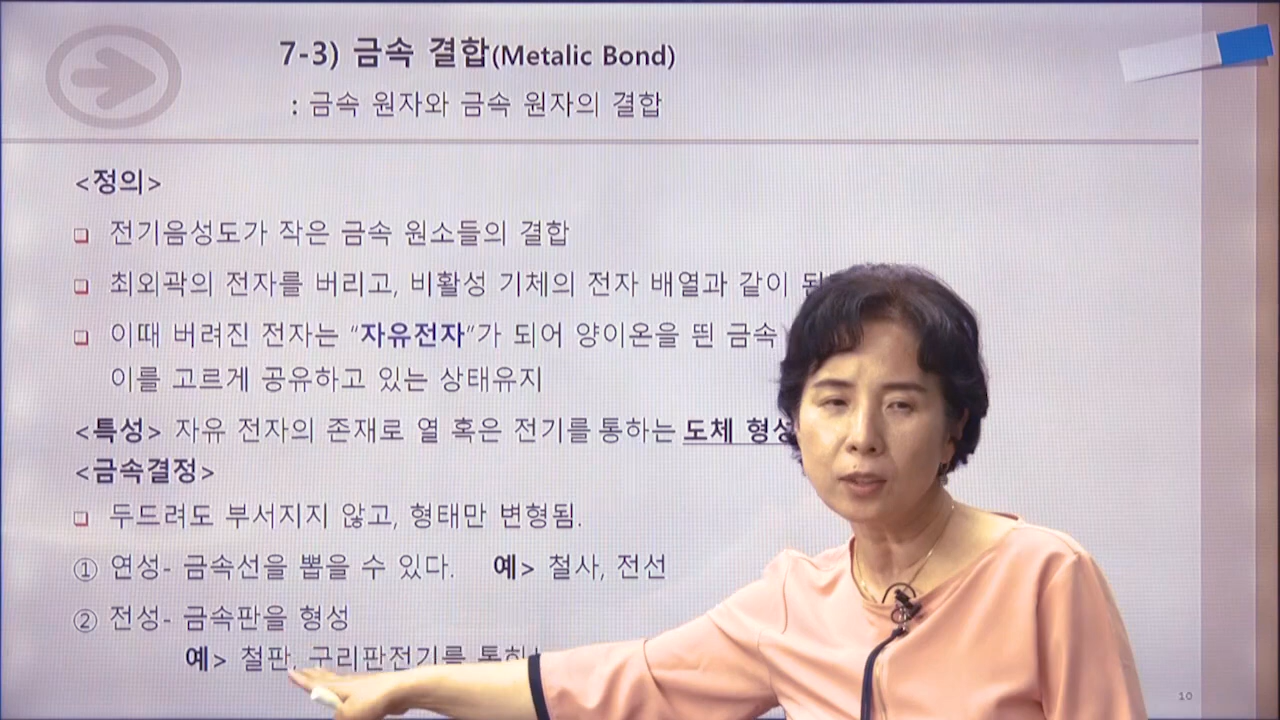 7-3) 금속 결합(Metalic Bond)
: 금속 원자와 금속 원자의 결합
<정의>
❑ 전기음성도가 작은 금속 원소들의 결합
❑ 최외곽의 전자를 버리고, 비활성 기체의 전자 배열과 같이
❑ 이때 버려진 전자는 “자유전자”가 되어 양이온을 띈 금속
이를 고르게 공유하고 있는 상태유지
<특성> 자유 전자의 존재로 열 혹은 전기를 통하는 도체 형성
<금속결정>
❑ 두드려도 부서지지 않고, 형태만 변형됨.
① 연성- 금속선을 뽑을 수 있다. 예> 철사, 전선
② 전성- 금속판을 형성
예> 철판, 구리판전기를
10